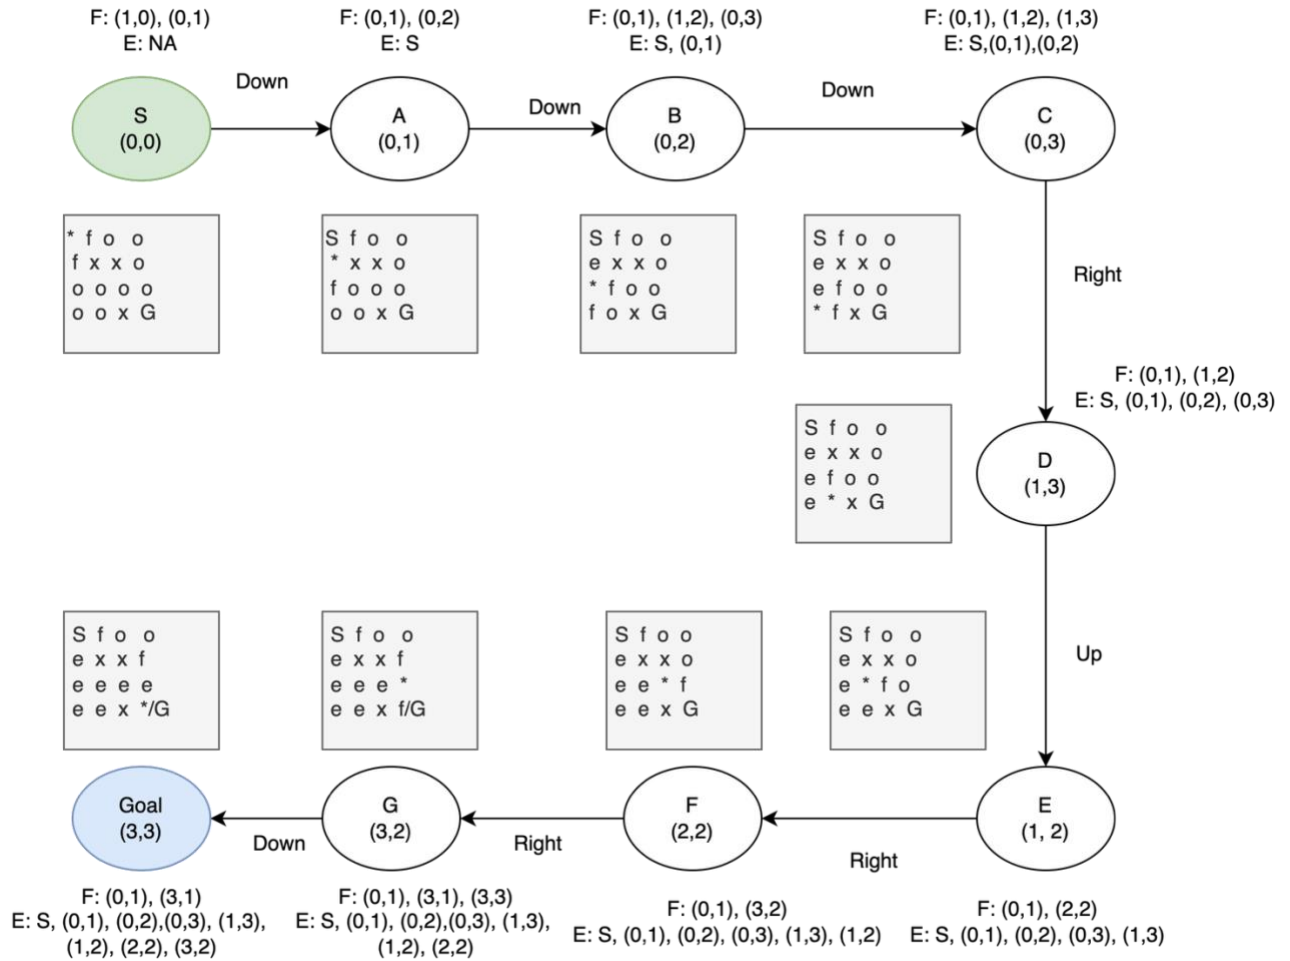 F: (1,0), (0,1)
E: NA
F: (0,1), (0,2)
E: S
F: (0,1), (1,2), (0,3)
E: S, (0,1)
F: (0,1), (1,2), (1,3)
E: S,(0,1),(0,2)
S
(0,0)
Down
A
(0,1)
Down
B
(0,2)
Down
C
(0,3)
* f o o
f x x o
o o o o
o o x G
S f o o
* x x o
f o o o
o o x G
S f o o
e x x o
* f o o
f o x G
S f o o
e x x o
e f o o
* f x G
Right
F: (0,1), (1,2)
E: S, (0,1), (0,2), (0,3)
S f o o
e x x o
e f o o
e * x G
D
(1,3)
Up
S f o o
e x x f
e e e e
e e x */G
S f o o
e x x f
e e e *
e e x f/G
S f o o
e x x o
e e * f
e e x G
S f o o
e x x o
e * f o
e e x G
Goal
(3,3)
Down
G
(3,2)
Right
F
(2,2)
Right
E
(1, 2)
F: (0,1), (3,1)
E: S, (0,1), (0,2),(0,3), (1,3),
(1,2), (2,2), (3,2)
F: (0,1), (3,1), (3,3)
E: S, (0,1), (0,2),(0,3), (1,3),
(1,2), (2,2)
F: (0,1), (3,2)
E: S, (0,1), (0,2), (0,3), (1,3), (1,2)
F: (0,1), (2,2)
E: S, (0,1), (0,2), (0,3), (1,3)